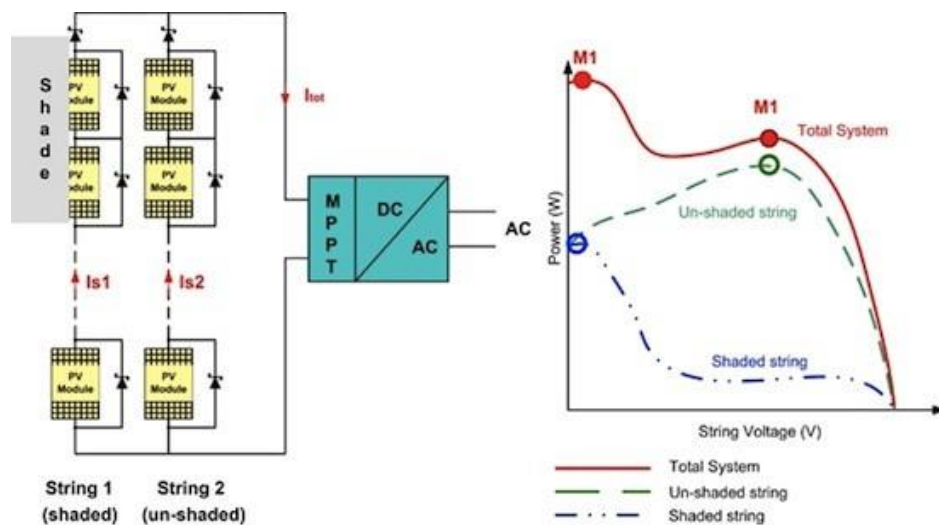 Shade
PV
Module
PV
Module
PV
Module
PV
Module
PV
Module
PV
Module
Is1
Is2
Itot
MPPT
DC
AC
AC
String 1
(shaded)
String 2
(un-shaded)
M1
M1
Total System
Un-shaded string
Shaded string
Power (W)
String Voltage (V)
Total System
Un-shaded string
Shaded string